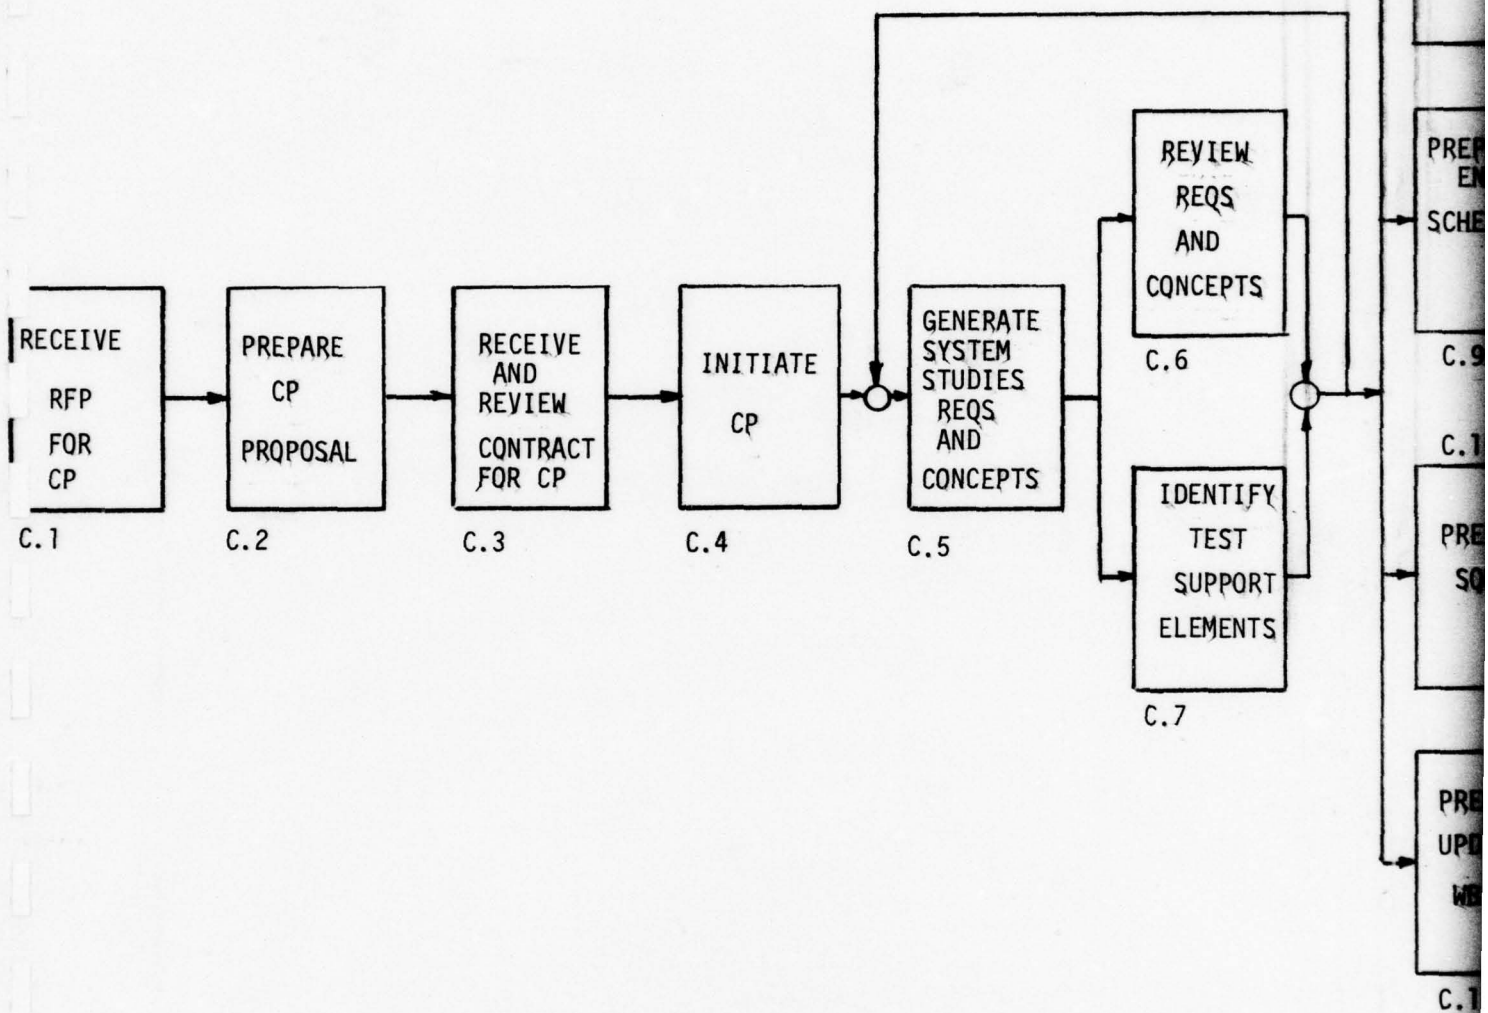 RECEIVE
RFP
FOR
CP
C.1
PREPARE
CP
PROPOSAL
C.2
RECEIVE
AND
REVIEW
CONTRACT
FOR CP
C.3
INITIATE
CP
C.4
GENERATE
SYSTEM
STUDIES
REQS
AND
CONCEPTS
C.5
REVIEW
REQS
AND
CONCEPTS
C.6
IDENTIFY
TEST
SUPPORT
ELEMENTS
C.7
C.9